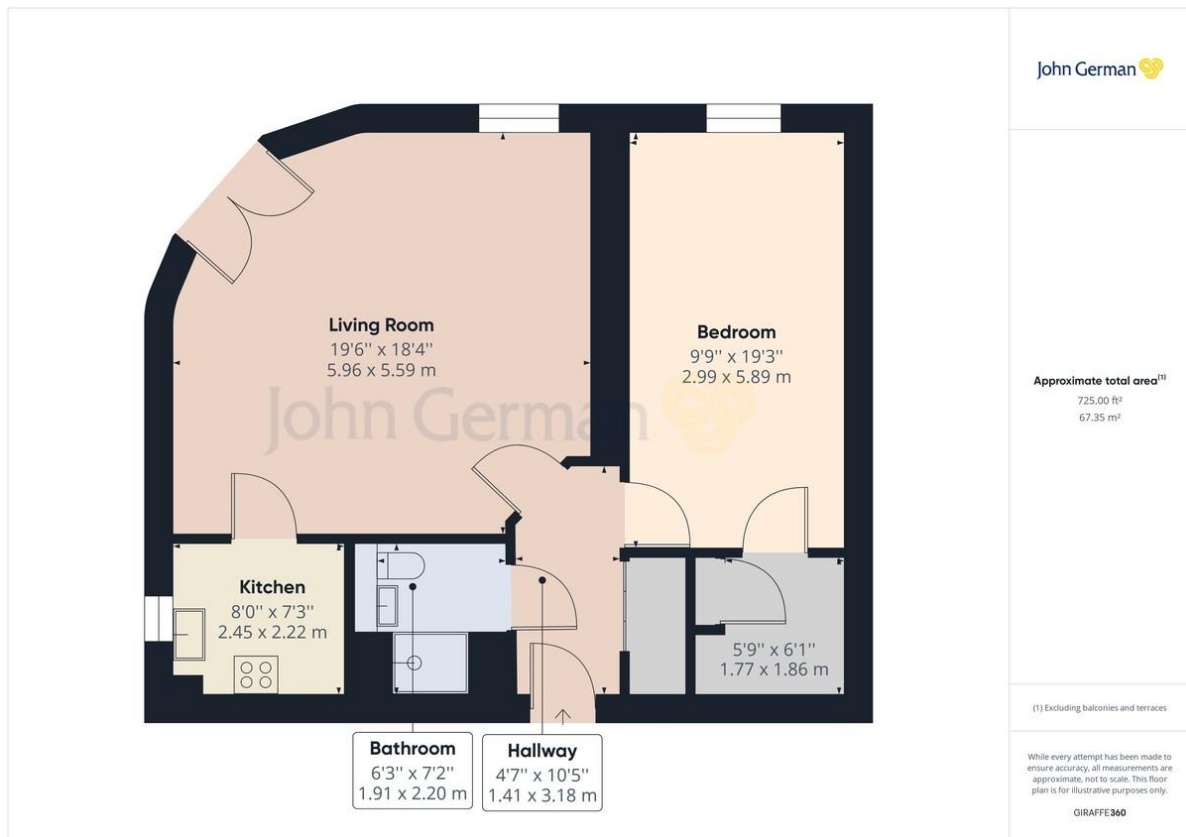 John German
Living Room
19'6'' x 18'4''
5.96 x 5.59 m
Bedroom
9'9'' x 19'3''
2.99 x 5.89 m
John German
Kitchen
8'0'' x 7'3''
2.45 x 2.22 m
5'9'' x 6'1''
1.77 x 1.86 m
Bathroom
6'3'' x 7'2''
1.91 x 2.20 m
Hallway
4'7'' x 10'5''
1.41 x 3.18 m
Approximate total area(1)
725.00 ft²
67.35 m²
(1) Excluding balconies and terraces
While every attempt has been made to
ensure accuracy, all measurements are
approximate, not to scale. This floor
plan is for illustrative purposes only.
GIRAFFE360